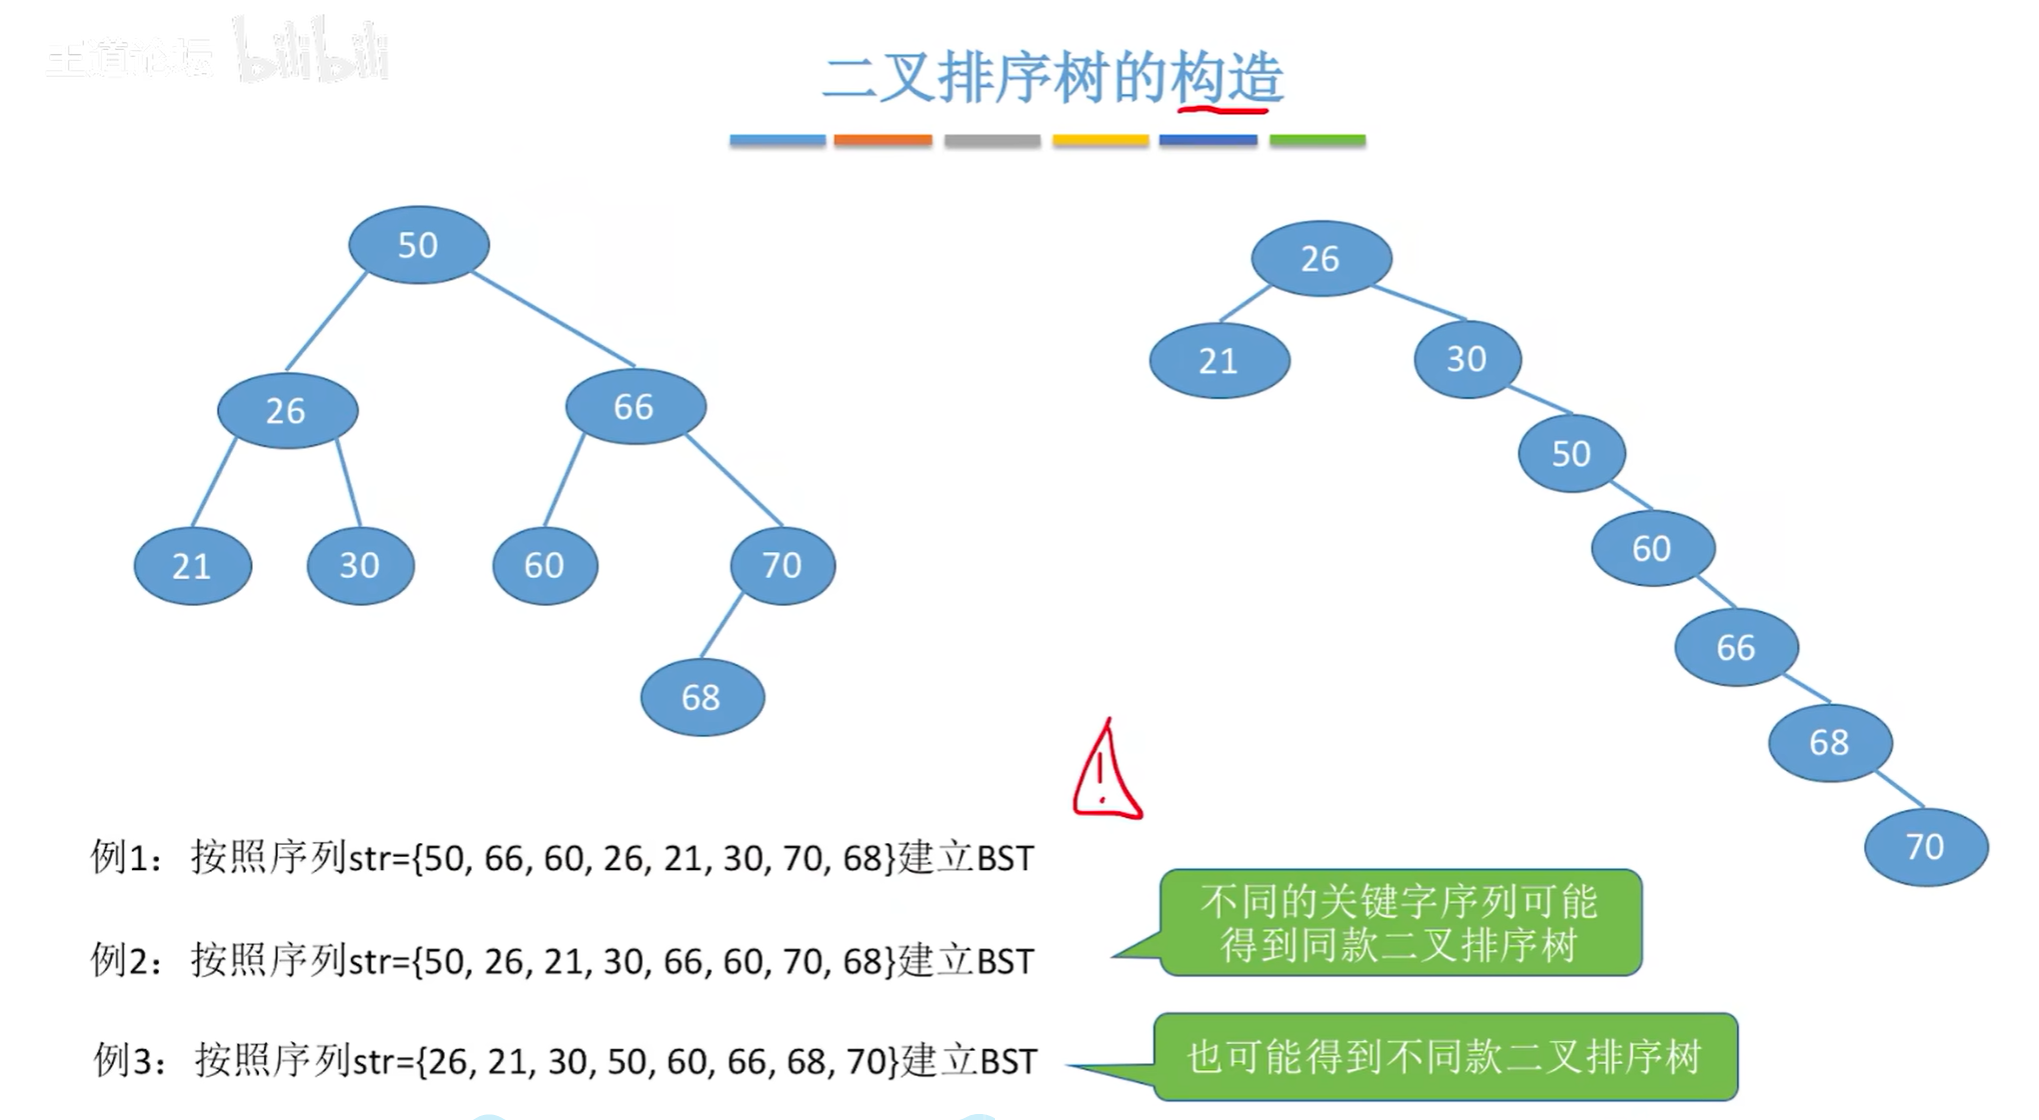 王道论坛 bilibili
二叉排序树的构造
50
26
26
66
21
30
50
21
30
60
70
60
66
68
68
70
例1：按照序列str={50, 66, 60, 26, 21, 30, 70, 68}建立BST
不同的关键字序列可能
得到同款二叉排序树
例2：按照序列str={50, 26, 21, 30, 66, 60, 70, 68}建立BST
例3：按照序列str={26, 21, 30, 50, 60, 66, 68, 70}建立BST
也可能得到不同款二叉排序树
!